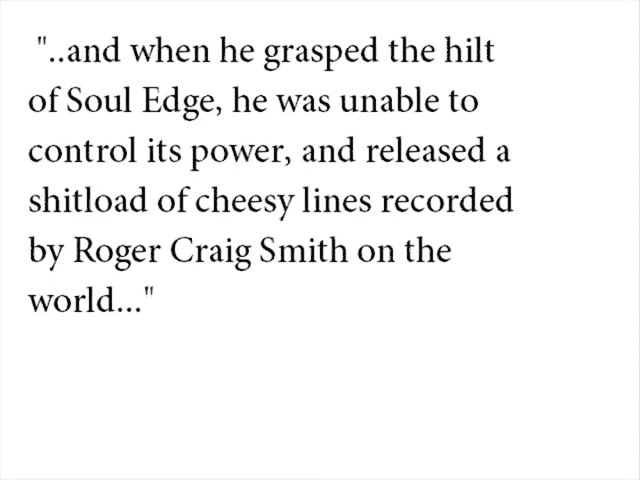 "..and when he grasped the hilt
of Soul Edge, he was unable to
control its power, and released a
shitload of cheesy lines recorded
by Roger Craig Smith on the
world..."